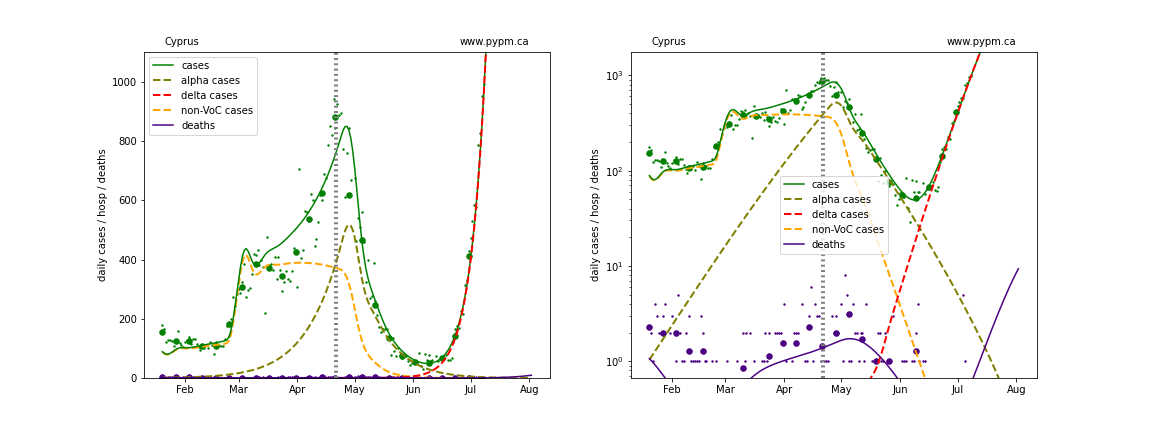 Cyprus www.pypm.ca
cases
alpha cases
delta cases
non-VoC cases
deaths
daily cases / hosp / deaths
0
200
400
600
800
1000
Feb Mar Apr May Jun Jul Aug
Cyprus www.pypm.ca
cases
alpha cases
delta cases
non-VoC cases
deaths
daily cases / hosp / deaths
10³
10²
10¹
10⁰
Feb Mar Apr May Jun Jul Aug